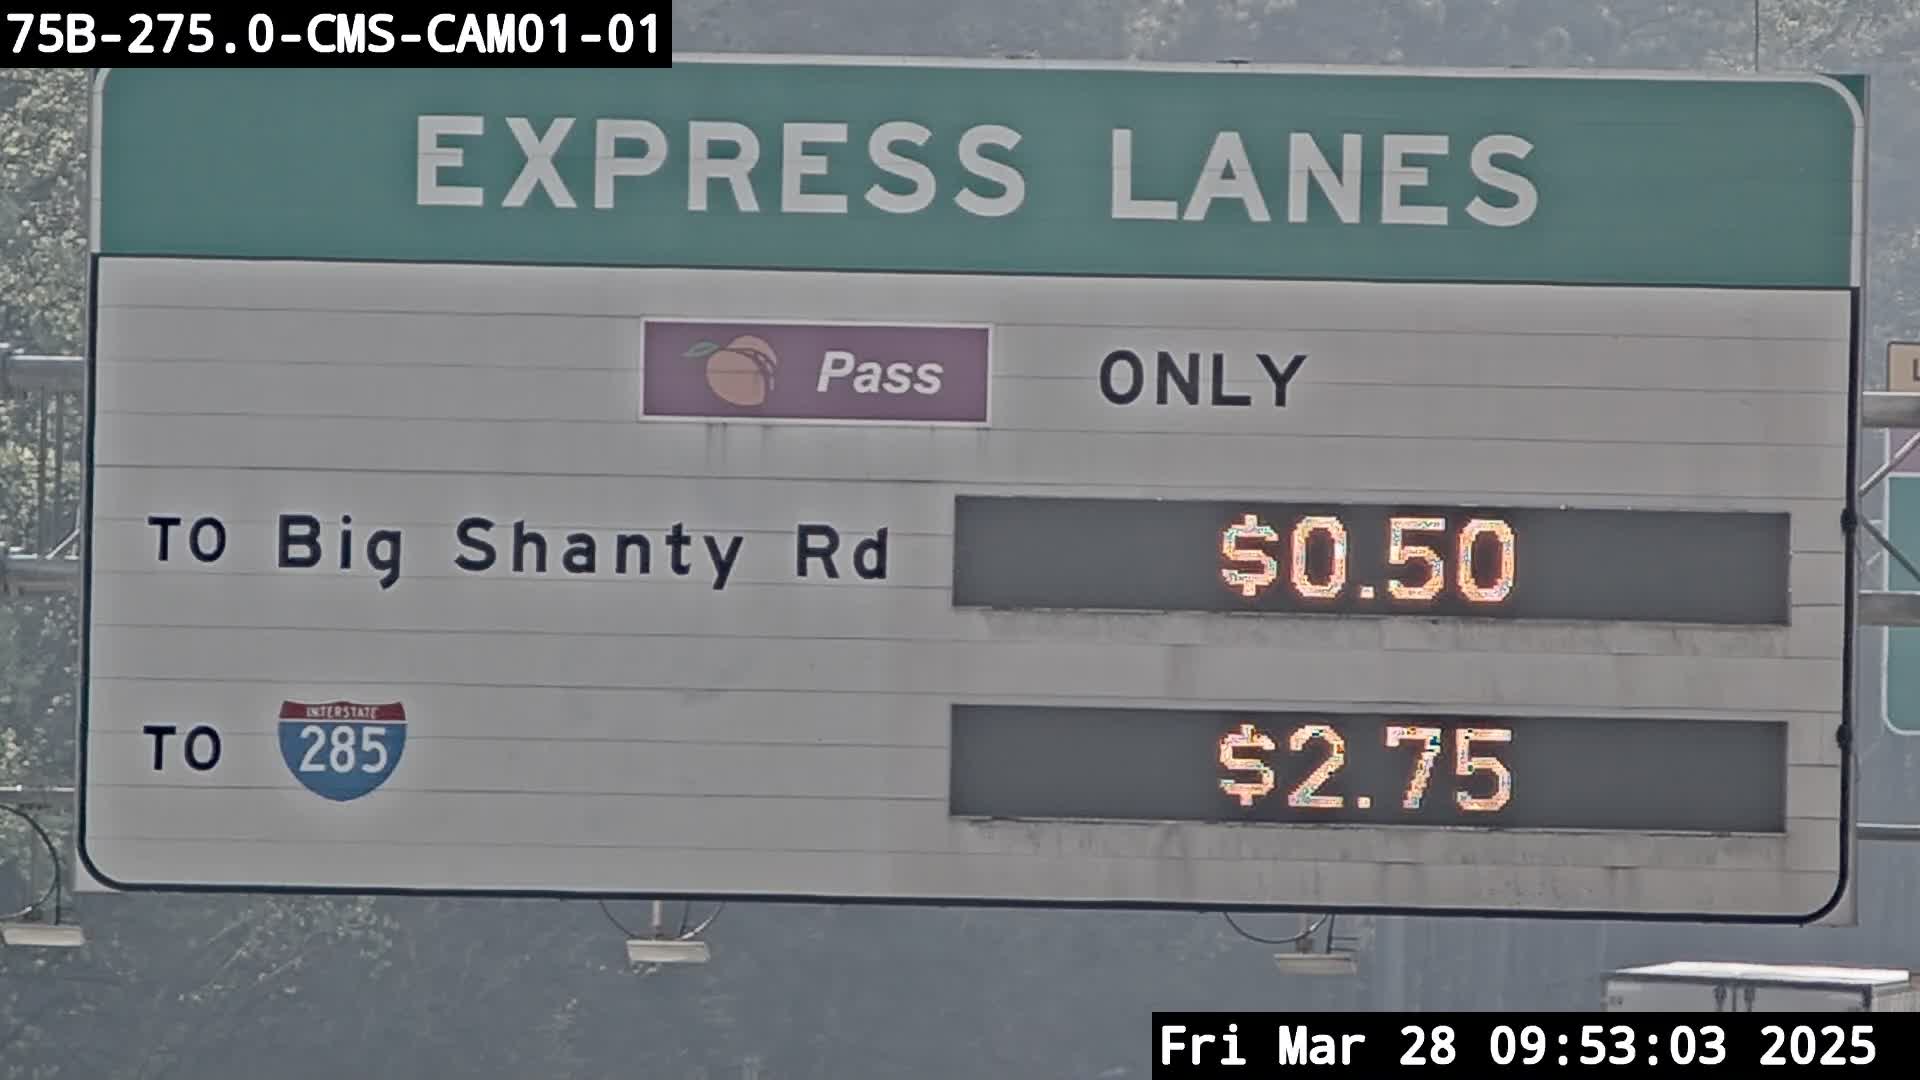 75B-275.0-CMS-CAM01-01
EXPRESS LANES
Pass ONLY
TO Big Shanty Rd $0.50
INTERSTATE
TO 285 $2.75
Fri Mar 28 09:53:03 2025